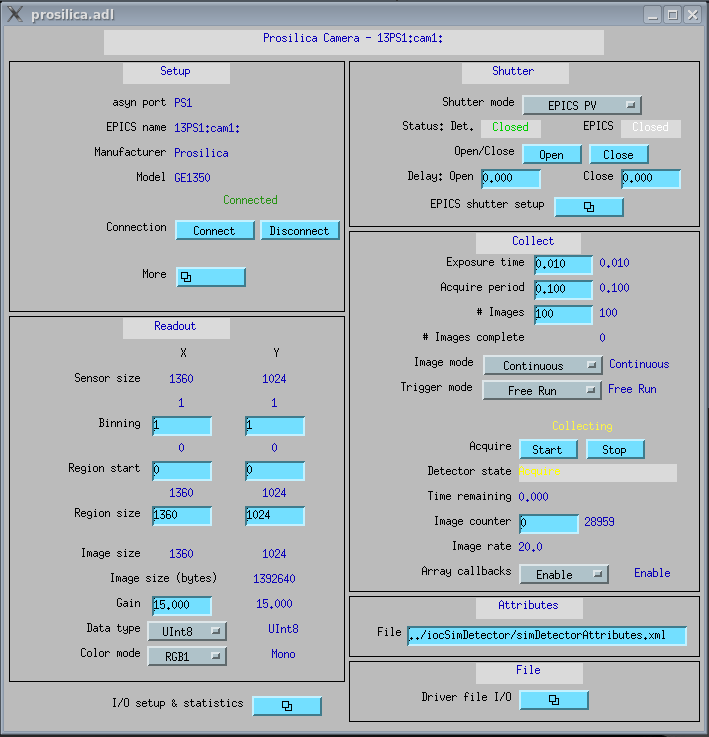 prosilica.adl
Prosilica Camera - 13PS1:cam1:
Setup
asyn port PS1
EPICS name 13PS1:cam1:
Manufacturer Prosilica
Model GE1350
Connected
Connection Connect Disconnect
More
Readout
X Y
Sensor size 1360 1024
1 1
Binning 1 1
0 0
Region start 0 0
1360 1024
Region size 1360 1024
Image size 1360 1024
Image size (bytes) 1392640
Gain 15.000 15.000
Data type UInt8 UInt8
Color mode RGB1 Mono
I/O setup & statistics
Shutter
Shutter mode EPICS PV
Status: Det. Closed EPICS Closed
Open/Close Open Close
Delay: Open 0.000 Close 0.000
EPICS shutter setup
Collect
Exposure time 0.010 0.010
Acquire period 0.100 0.100
# Images 100 100
# Images complete 0
Image mode Continuous Continuous
Trigger mode Free Run Free Run
Collecting
Acquire Start Stop
Detector state
Time remaining 0.000
Image counter 0 28959
Image rate 20.0
Array callbacks Enable Enable
Attributes
File ../iocSimDetector/simDetectorAttributes.xml
File
Driver file I/O